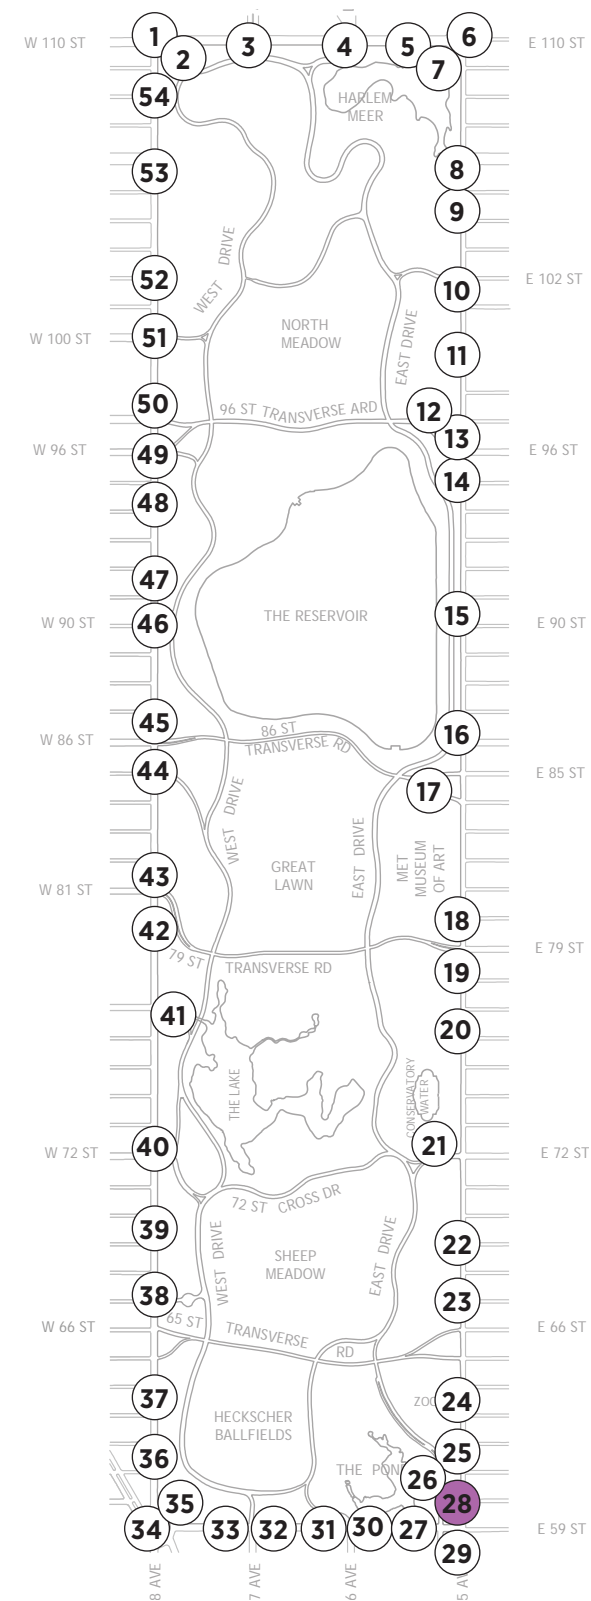 1
2
3
4
5
6
7
W 110 ST
E 110 ST
54
HARLEM
MEER
53
8
9
WEST DRIVE
52
10
E 102 ST
W 100 ST
51
NORTH
MEADOW
EAST DRIVE
11
50
96 ST TRANSVERSE ARD
12
13
W 96 ST
49
E 96 ST
14
48
47
W 90 ST
46
THE RESERVOIR
15
E 90 ST
45
W 86 ST
86 ST
TRANSVERSE RD
16
44
E 85 ST
17
WEST DRIVE
EAST DRIVE
MET
MUSEUM
OF ART
GREAT
LAWN
43
W 81 ST
42
18
79 ST
TRANSVERSE RD
E 79 ST
19
41
20
THE LAKE
CONSERVATORY
WATER
W 72 ST
40
21
E 72 ST
72 ST CROSS DR
39
WEST DRIVE
SHEEP
MEADOW
EAST DRIVE
22
38
23
W 66 ST
65 ST
TRANSVERSE
RD
E 66 ST
37
HECKSCHER
BALLFIELDS
ZOO
24
36
25
THE POND
26
35
28
34
33
32
31
30
27
29
E 59 ST
8 AVE
7 AVE
6 AVE
5 AV